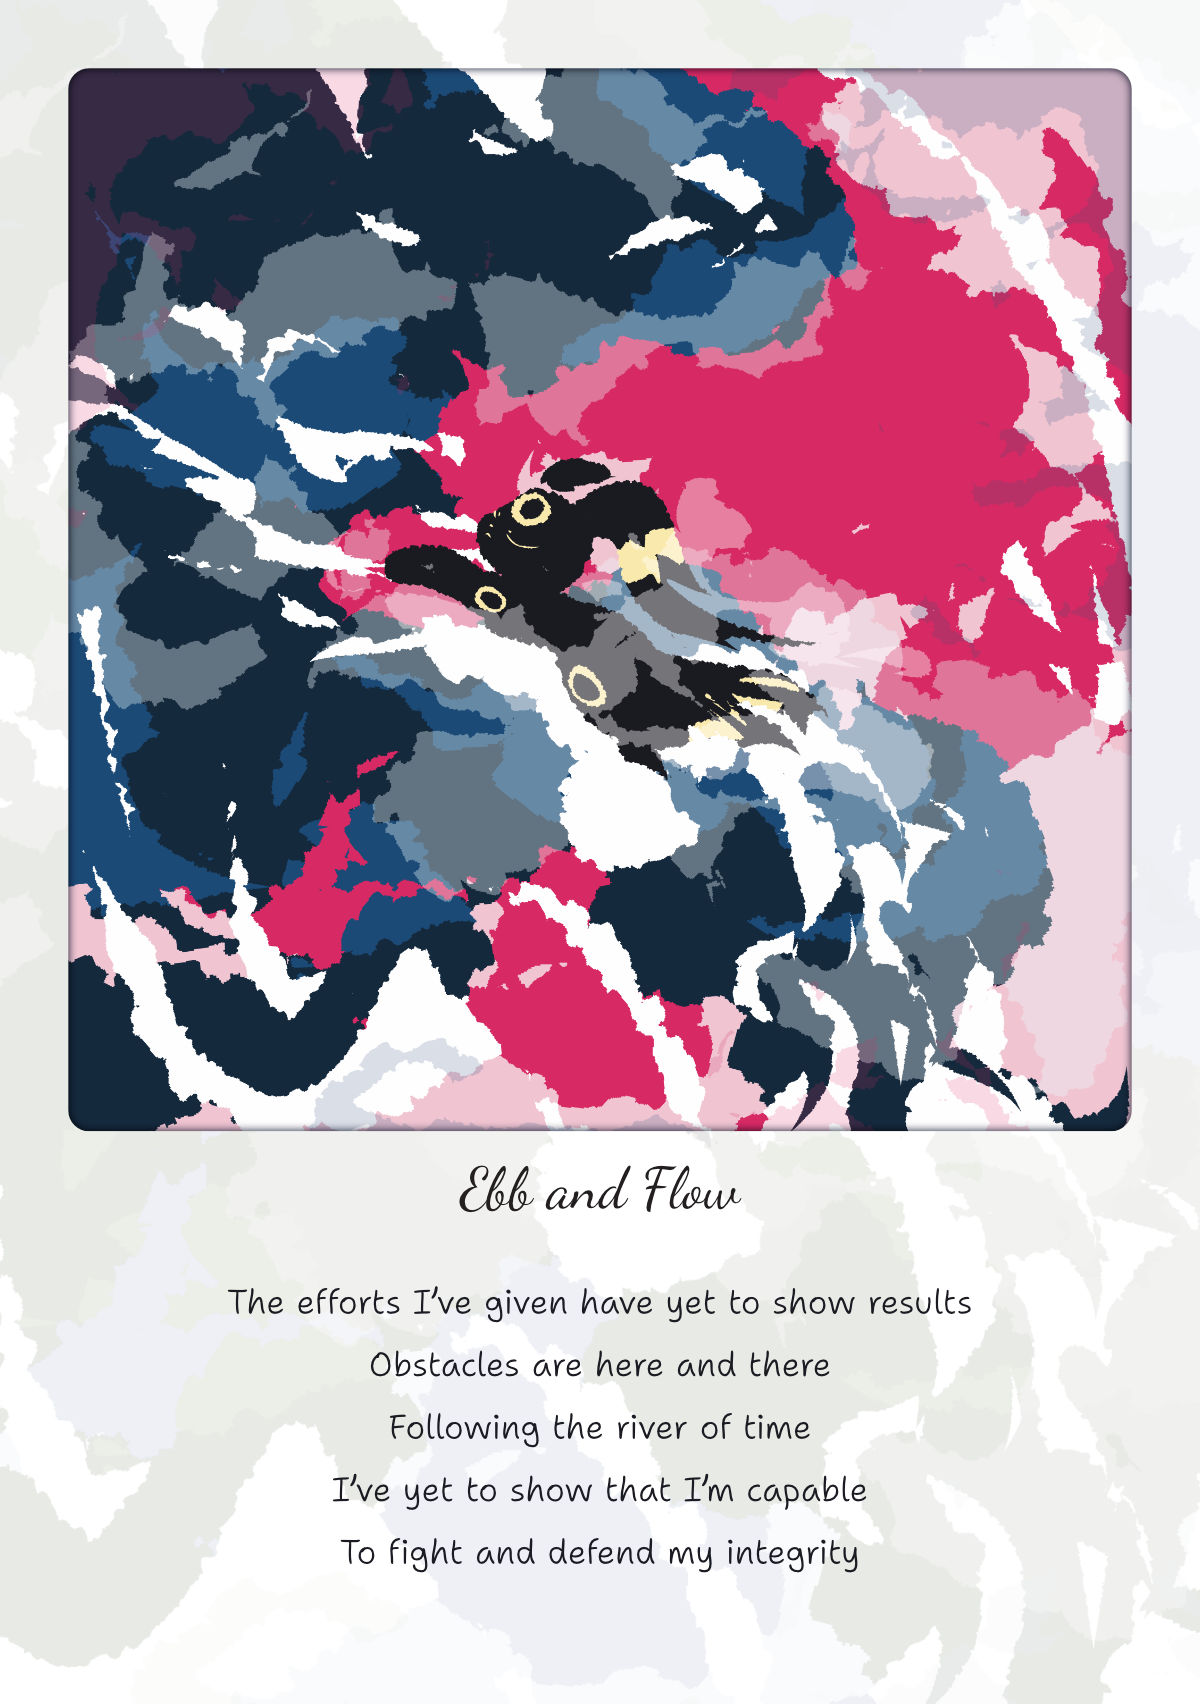 Ebb and Flow
The efforts I've given have yet to show results
Obstacles are here and there
Following the river of time
I've yet to show that I'm capable
To fight and defend my integrity